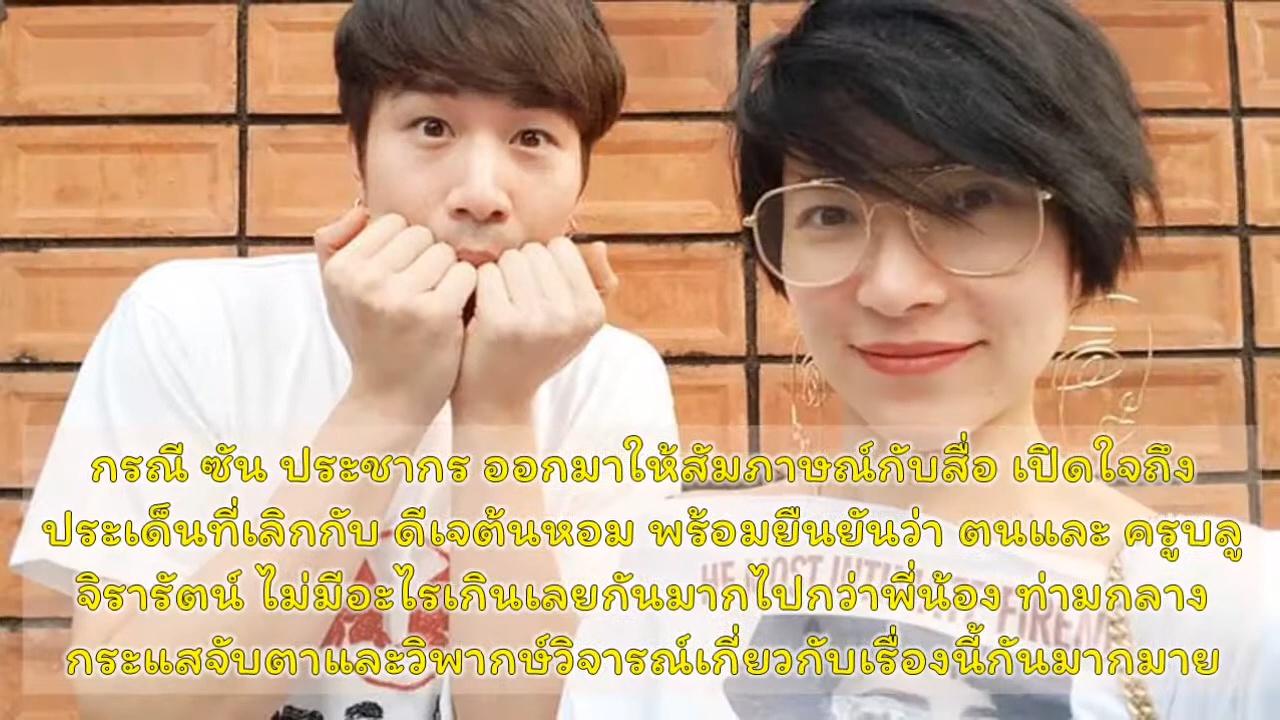 กรณี ซัน ประชากร ออกมาให้สัมภาษณ์กับสื่อ เปิดใจถึง
ประเด็นที่เลิกกับ ดีเจต้นหอม พร้อมยืนยันว่า ตนและ ครูบลู
จิรารัตน์ ไม่มีอะไรเกินเลยกันมากไปกว่าพี่น้อง ท่ามกลาง
กระแสจับตาและวิพากษ์วิจารณ์เกี่ยวกับเรื่องนี้กันมากมาย
HE MOST